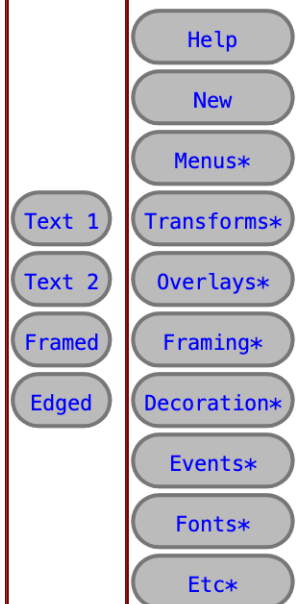 Help
New
Menus*
Text 1
Transforms*
Text 2
Overlays*
Framed
Framing*
Edged
Decoration*
Events*
Fonts*
Etc*